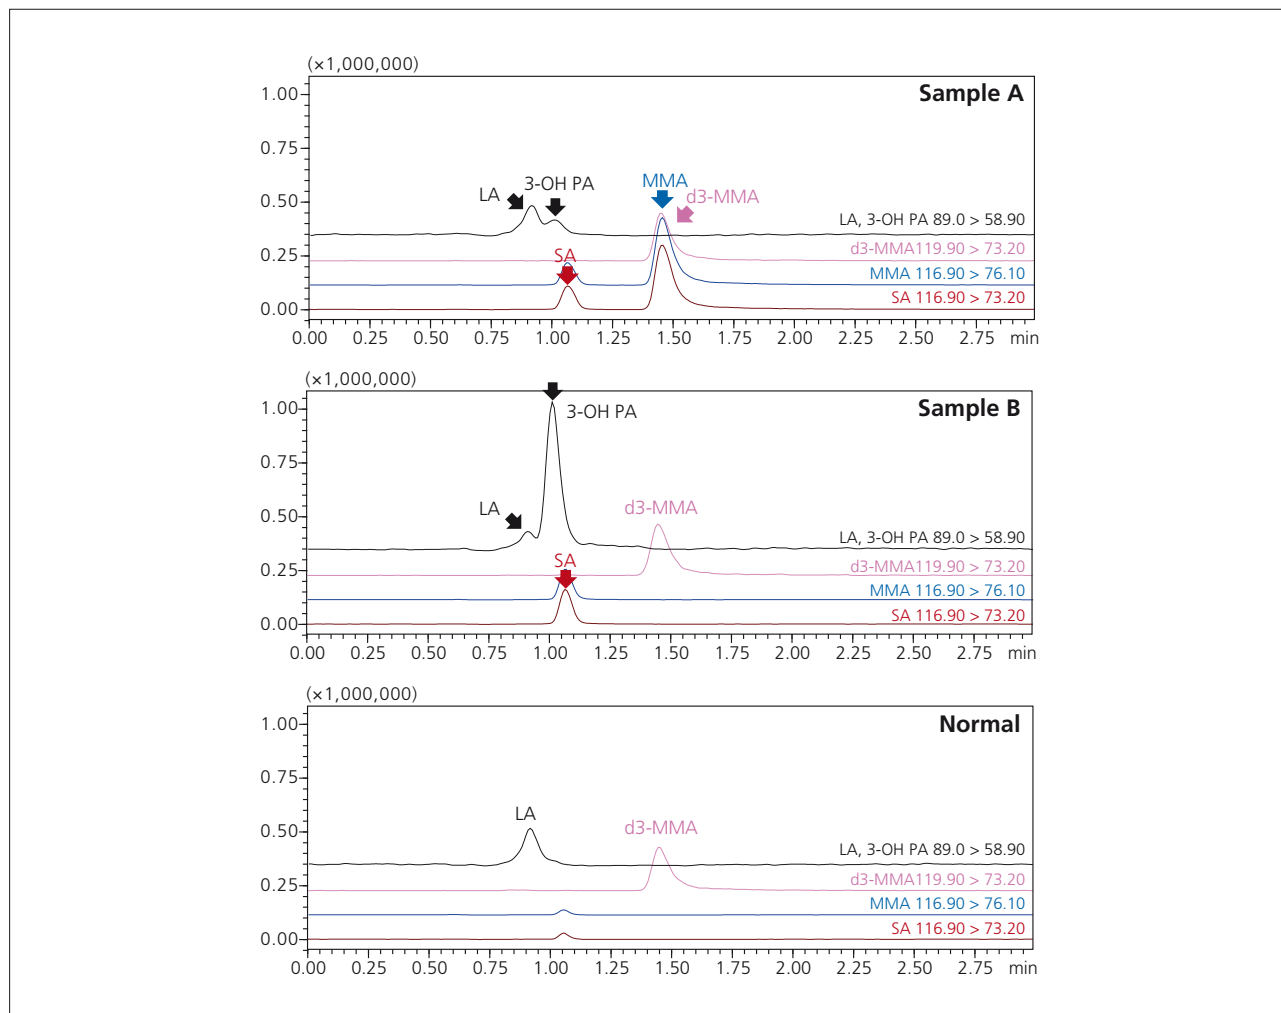 (×1,000,000)
Sample A
1.00
0.75
0.50
0.25
0.00
LA
3-OH PA
MMA
d3-MMA
SA
LA, 3-OH PA 89.0 > 58.90
d3-MMA119.90 > 73.20
MMA 116.90 > 76.10
SA 116.90 > 73.20
0.00 0.25 0.50 0.75 1.00 1.25 1.50 1.75 2.00 2.25 2.50 2.75 min
(×1,000,000)
Sample B
1.00
0.75
0.50
0.25
0.00
3-OH PA
LA
d3-MMA
SA
LA, 3-OH PA 89.0 > 58.90
d3-MMA119.90 > 73.20
MMA 116.90 > 76.10
SA 116.90 > 73.20
0.00 0.25 0.50 0.75 1.00 1.25 1.50 1.75 2.00 2.25 2.50 2.75 min
(×1,000,000)
Normal
1.00
0.75
0.50
0.25
0.00
LA
d3-MMA
LA, 3-OH PA 89.0 > 58.90
d3-MMA119.90 > 73.20
MMA 116.90 > 76.10
SA 116.90 > 73.20
0.00 0.25 0.50 0.75 1.00 1.25 1.50 1.75 2.00 2.25 2.50 2.75 min